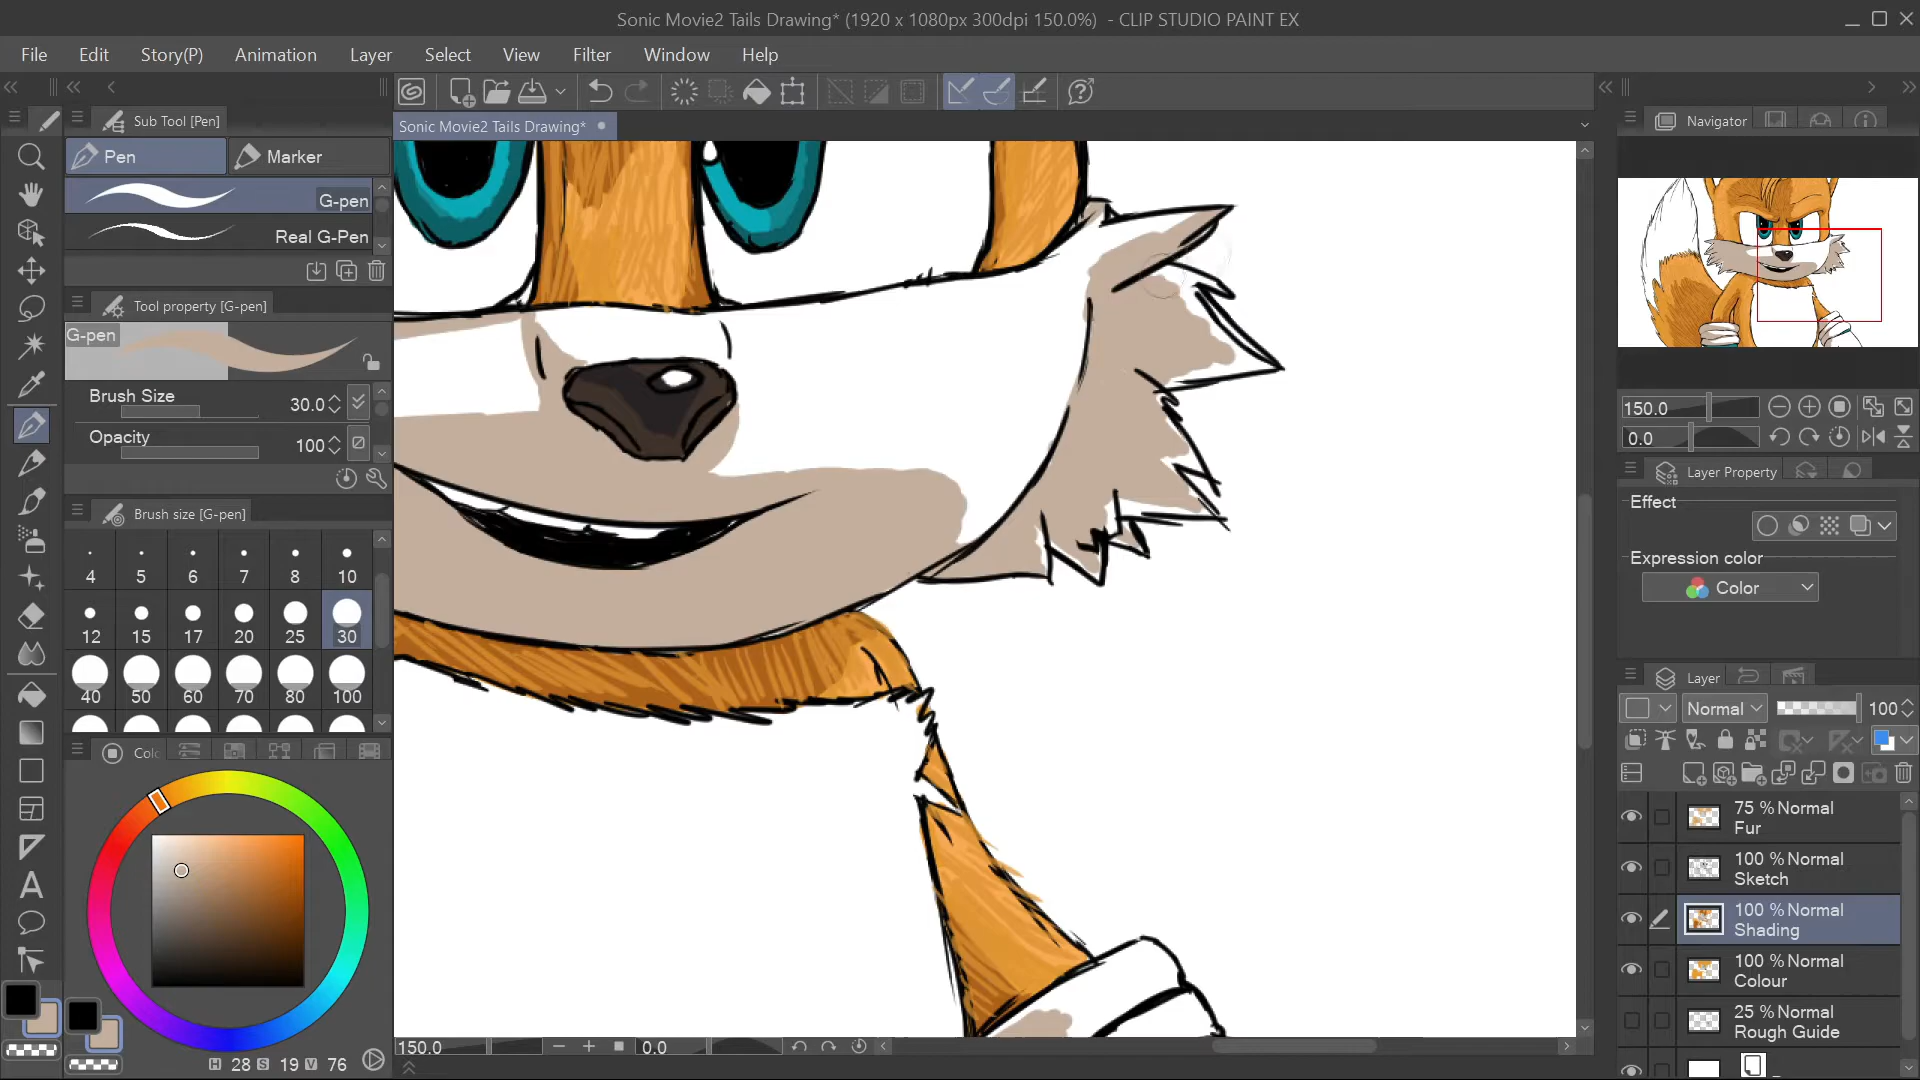 Sonic Movie2 Tails Drawing* (1920 x 1080px 300dpi 150.0%)  - CLIP STUDIO PAINT EX
File Edit Story(P) Animation Layer Select View Filter Window Help
Sub Tool [Pen]
Sonic Movie2 Tails Drawing*
Navigator
Pen Marker
G-pen
Real G-Pen
Tool property [G-pen]
G-pen
Brush Size 30.0
Opacity 100
150.0
0.0
Layer Property
Effect
Expression color
Color
Brush size [G-pen]
4 5 6 7 8 10
12 15 17 20 25 30
40 50 60 70 80 100
Layer
Normal 100
Colo
75 % Normal
Fur
100 % Normal
Sketch
100 % Normal
Shading
100 % Normal
Colour
25 % Normal
Rough Guide
150.0 0.0
H 28 S 19 V 76